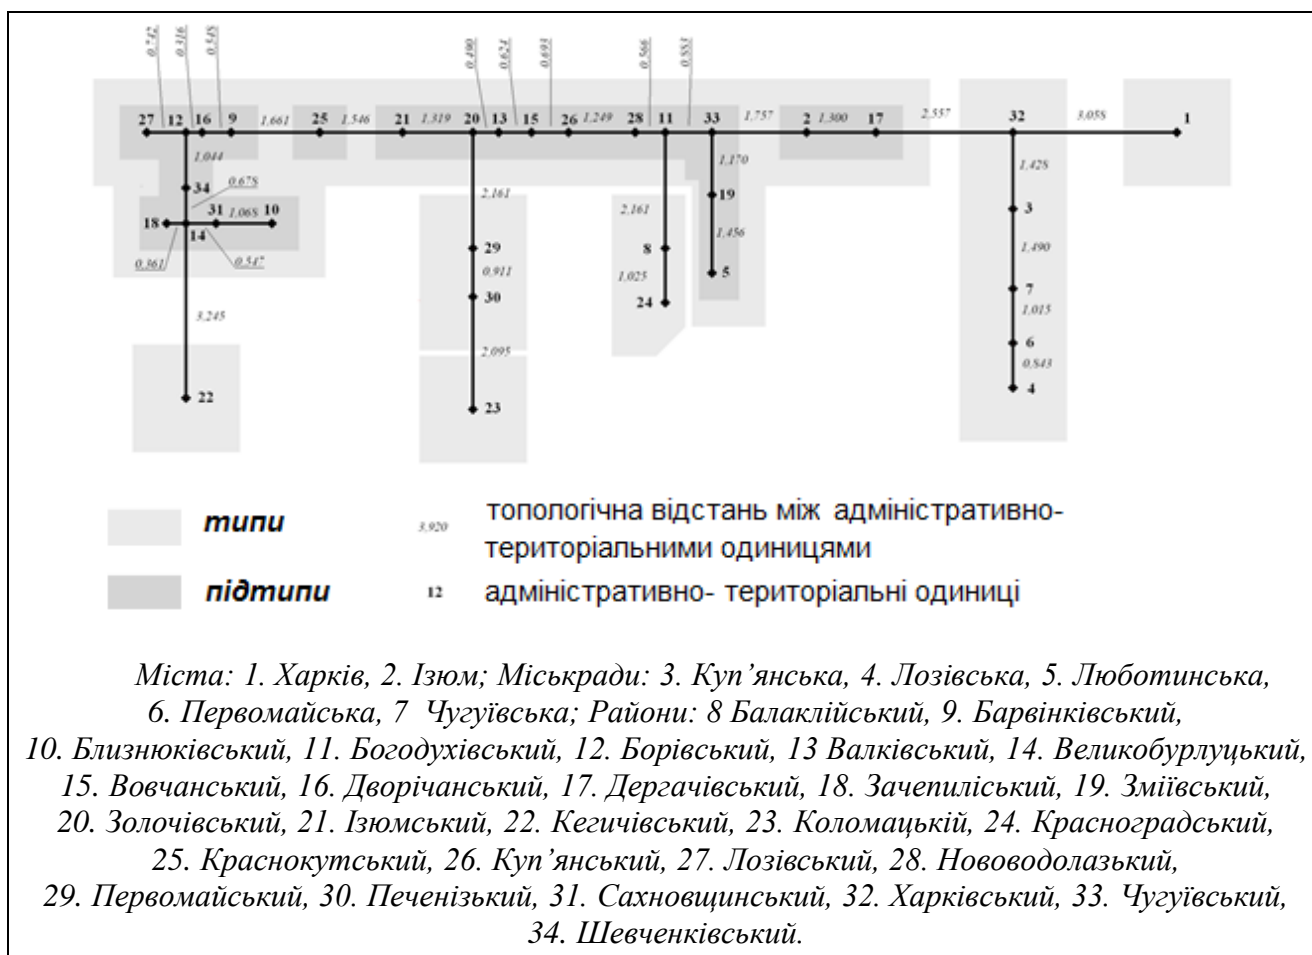 0,742 0,316 0,548 0,490 0,624 0,693 0,566 0,883
27 12 16 9 1,661 25 1,546 21 1,319 20 13 15 26 1,249 28 11 33 1,757 2 1,300 17 2,557 32 3,058 1
1,044 0,678 34
18 31 1,068 10
14
0,361 0,547
3,245
22
2,161
29
0,911
30
2,095
23
2,161
8
1,025
24
1,170
19
1,456
5
1,428
3
1,490
7
1,015
6
0,843
4
типи 3,920 топологічна відстань між адміністративно-
територіальними одиницями
підтипи 12 адміністративно- територіальні одиниці
Міста: 1. Харків, 2. Ізюм; Міськради: 3. Куп’янська, 4. Лозівська, 5. Люботинська,
6. Первомайська, 7 Чугуївська; Райони: 8 Балаклійський, 9. Барвінківський,
10. Близнюківський, 11. Богодухівський, 12. Борівський, 13 Валківський, 14. Великобурлуцький,
15. Вовчанський, 16. Дворічанський, 17. Дергачівський, 18. Зачепиліський, 19. Зміївський,
20. Золочівський, 21. Ізюмський, 22. Кегичівський, 23. Коломацькій, 24. Красноградський,
25. Краснокутський, 26. Куп’янський, 27. Лозівський, 28. Нововодолазький,
29. Первомайський, 30. Печенізький, 31. Сахновщинський, 32. Харківський, 33. Чугуївський,
34. Шевченківський.